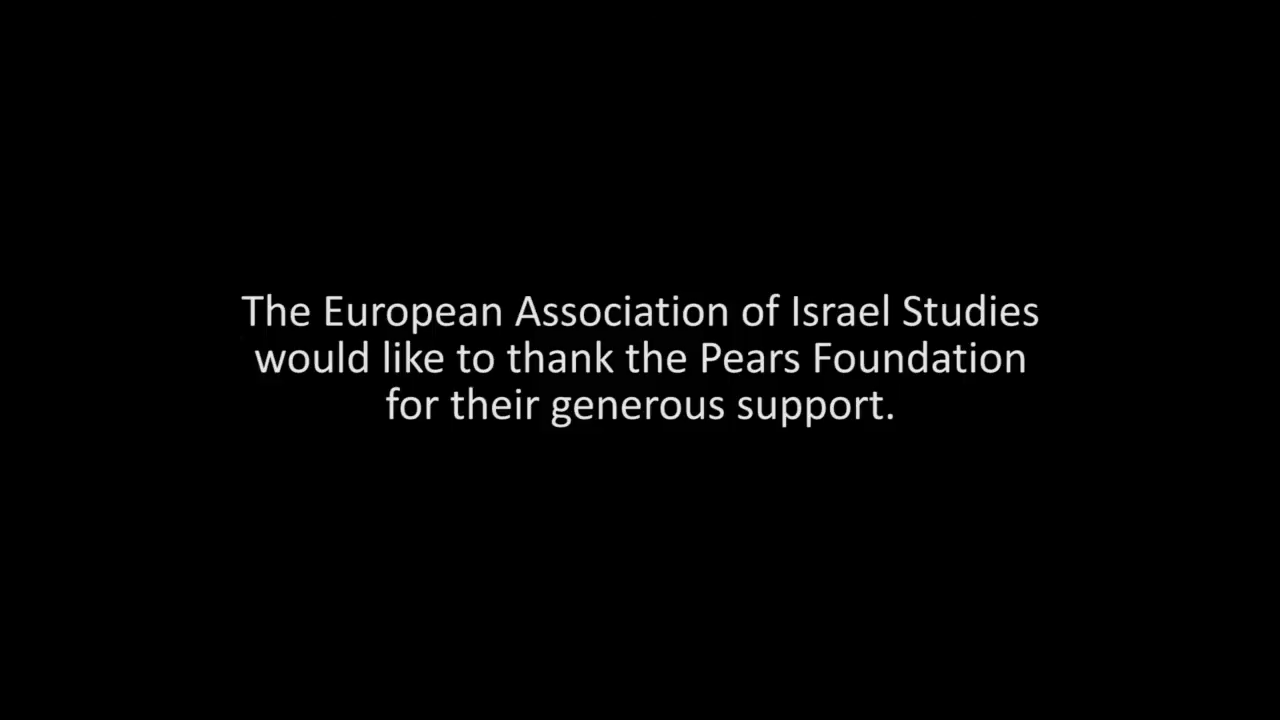 The European Association of Israel Studies
would like to thank the Pears Foundation
for their generous support.